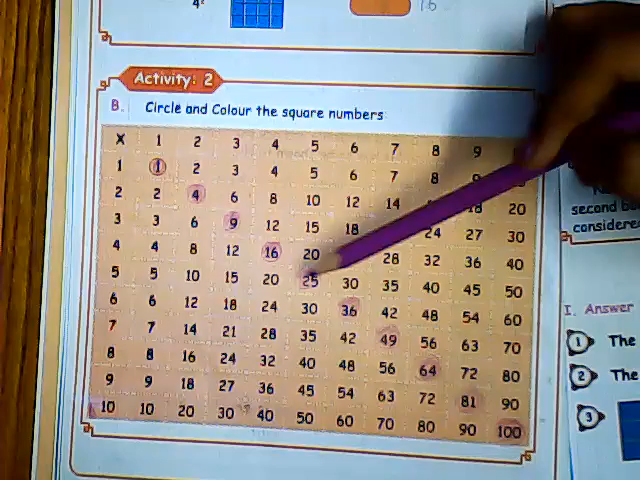 4²
16
Activity: 2
B. Circle and Colour the square numbers
X 1 2 3 4 5 6 7 8 9
1 1 2 3 4 5 6 7 8 9
2 2 4 6 8 10 12 14 18 20
3 3 6 9 12 15 18 24 27 30
4 4 8 12 16 20 28 32 36 40
5 5 10 15 20 25 30 35 40 45 50
6 6 12 18 24 30 36 42 48 54 60
7 7 14 21 28 35 42 49 56 63 70
8 8 16 24 32 40 48 56 64 72 80
9 9 18 27 36 45 54 63 72 81 90
10 10 20 30 40 50 60 70 80 90 100
second
considere
I. Answer
1 The
2 The
3